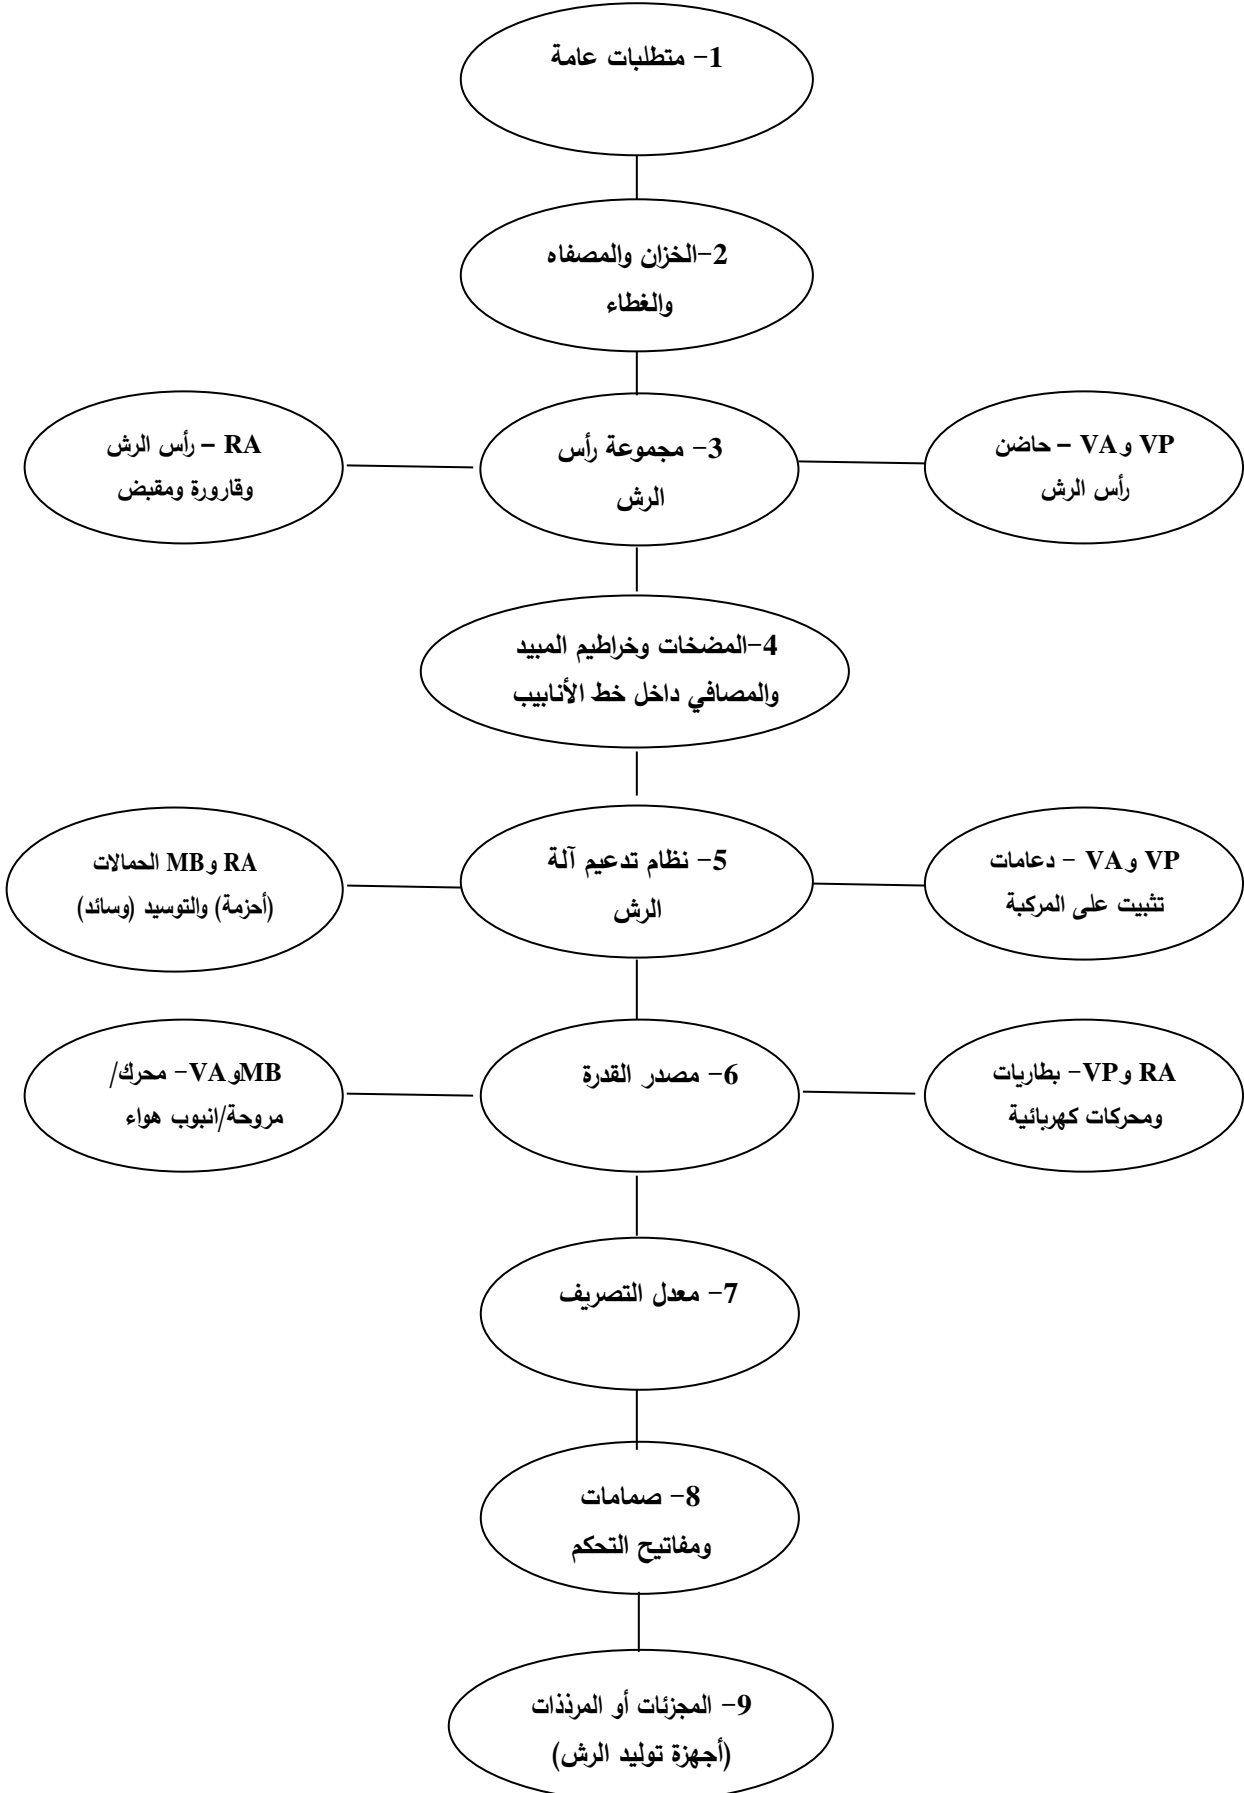 1- متطلبات عامة
2-الخزان والمصفاه
والغطاء
VP و VA – حاضن
رأس الرش
3- مجموعة رأس
الرش
RA – رأس الرش
وقارورة ومقبض
4-المضخات وخراطيم المبيد
والمصافي داخل خط الأنابيب
VP و VA - دعامات
تثبيت على المركبة
5- نظام تدعيم آلة
الرش
RA و MB الحمالات
(أحزمة) والتوسيد (وسائد)
RA و VP- بطاريات
ومحركات كهربائية
6- مصدر القدرة
MBو VA- محرك/
مروحة/انبوب هواء
7- معدل التصريف
8- صمامات
ومفاتيح التحكم
9- المجزئات أو المرذذات
(أجهزة توليد الرش)